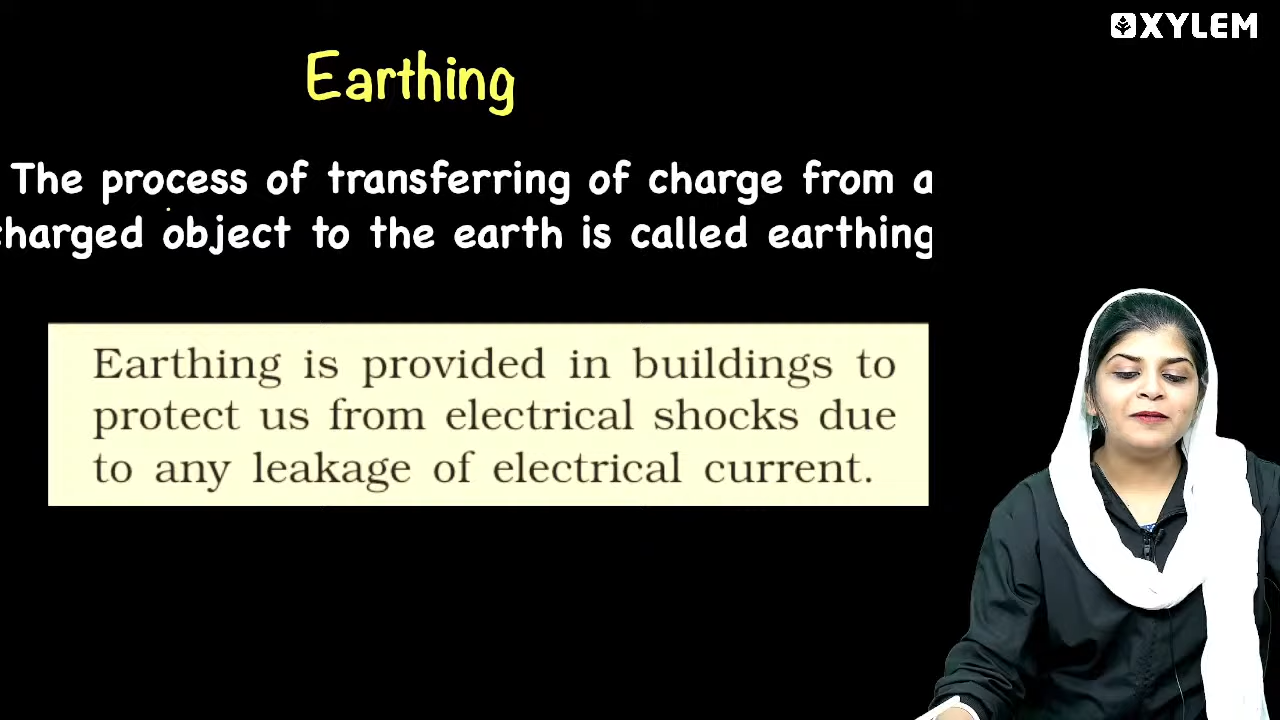 XYLEM
Earthing
The process of transferring of charge from a
charged object to the earth is called earthing
Earthing is provided in buildings to
protect us from electrical shocks due
to any leakage of electrical current.